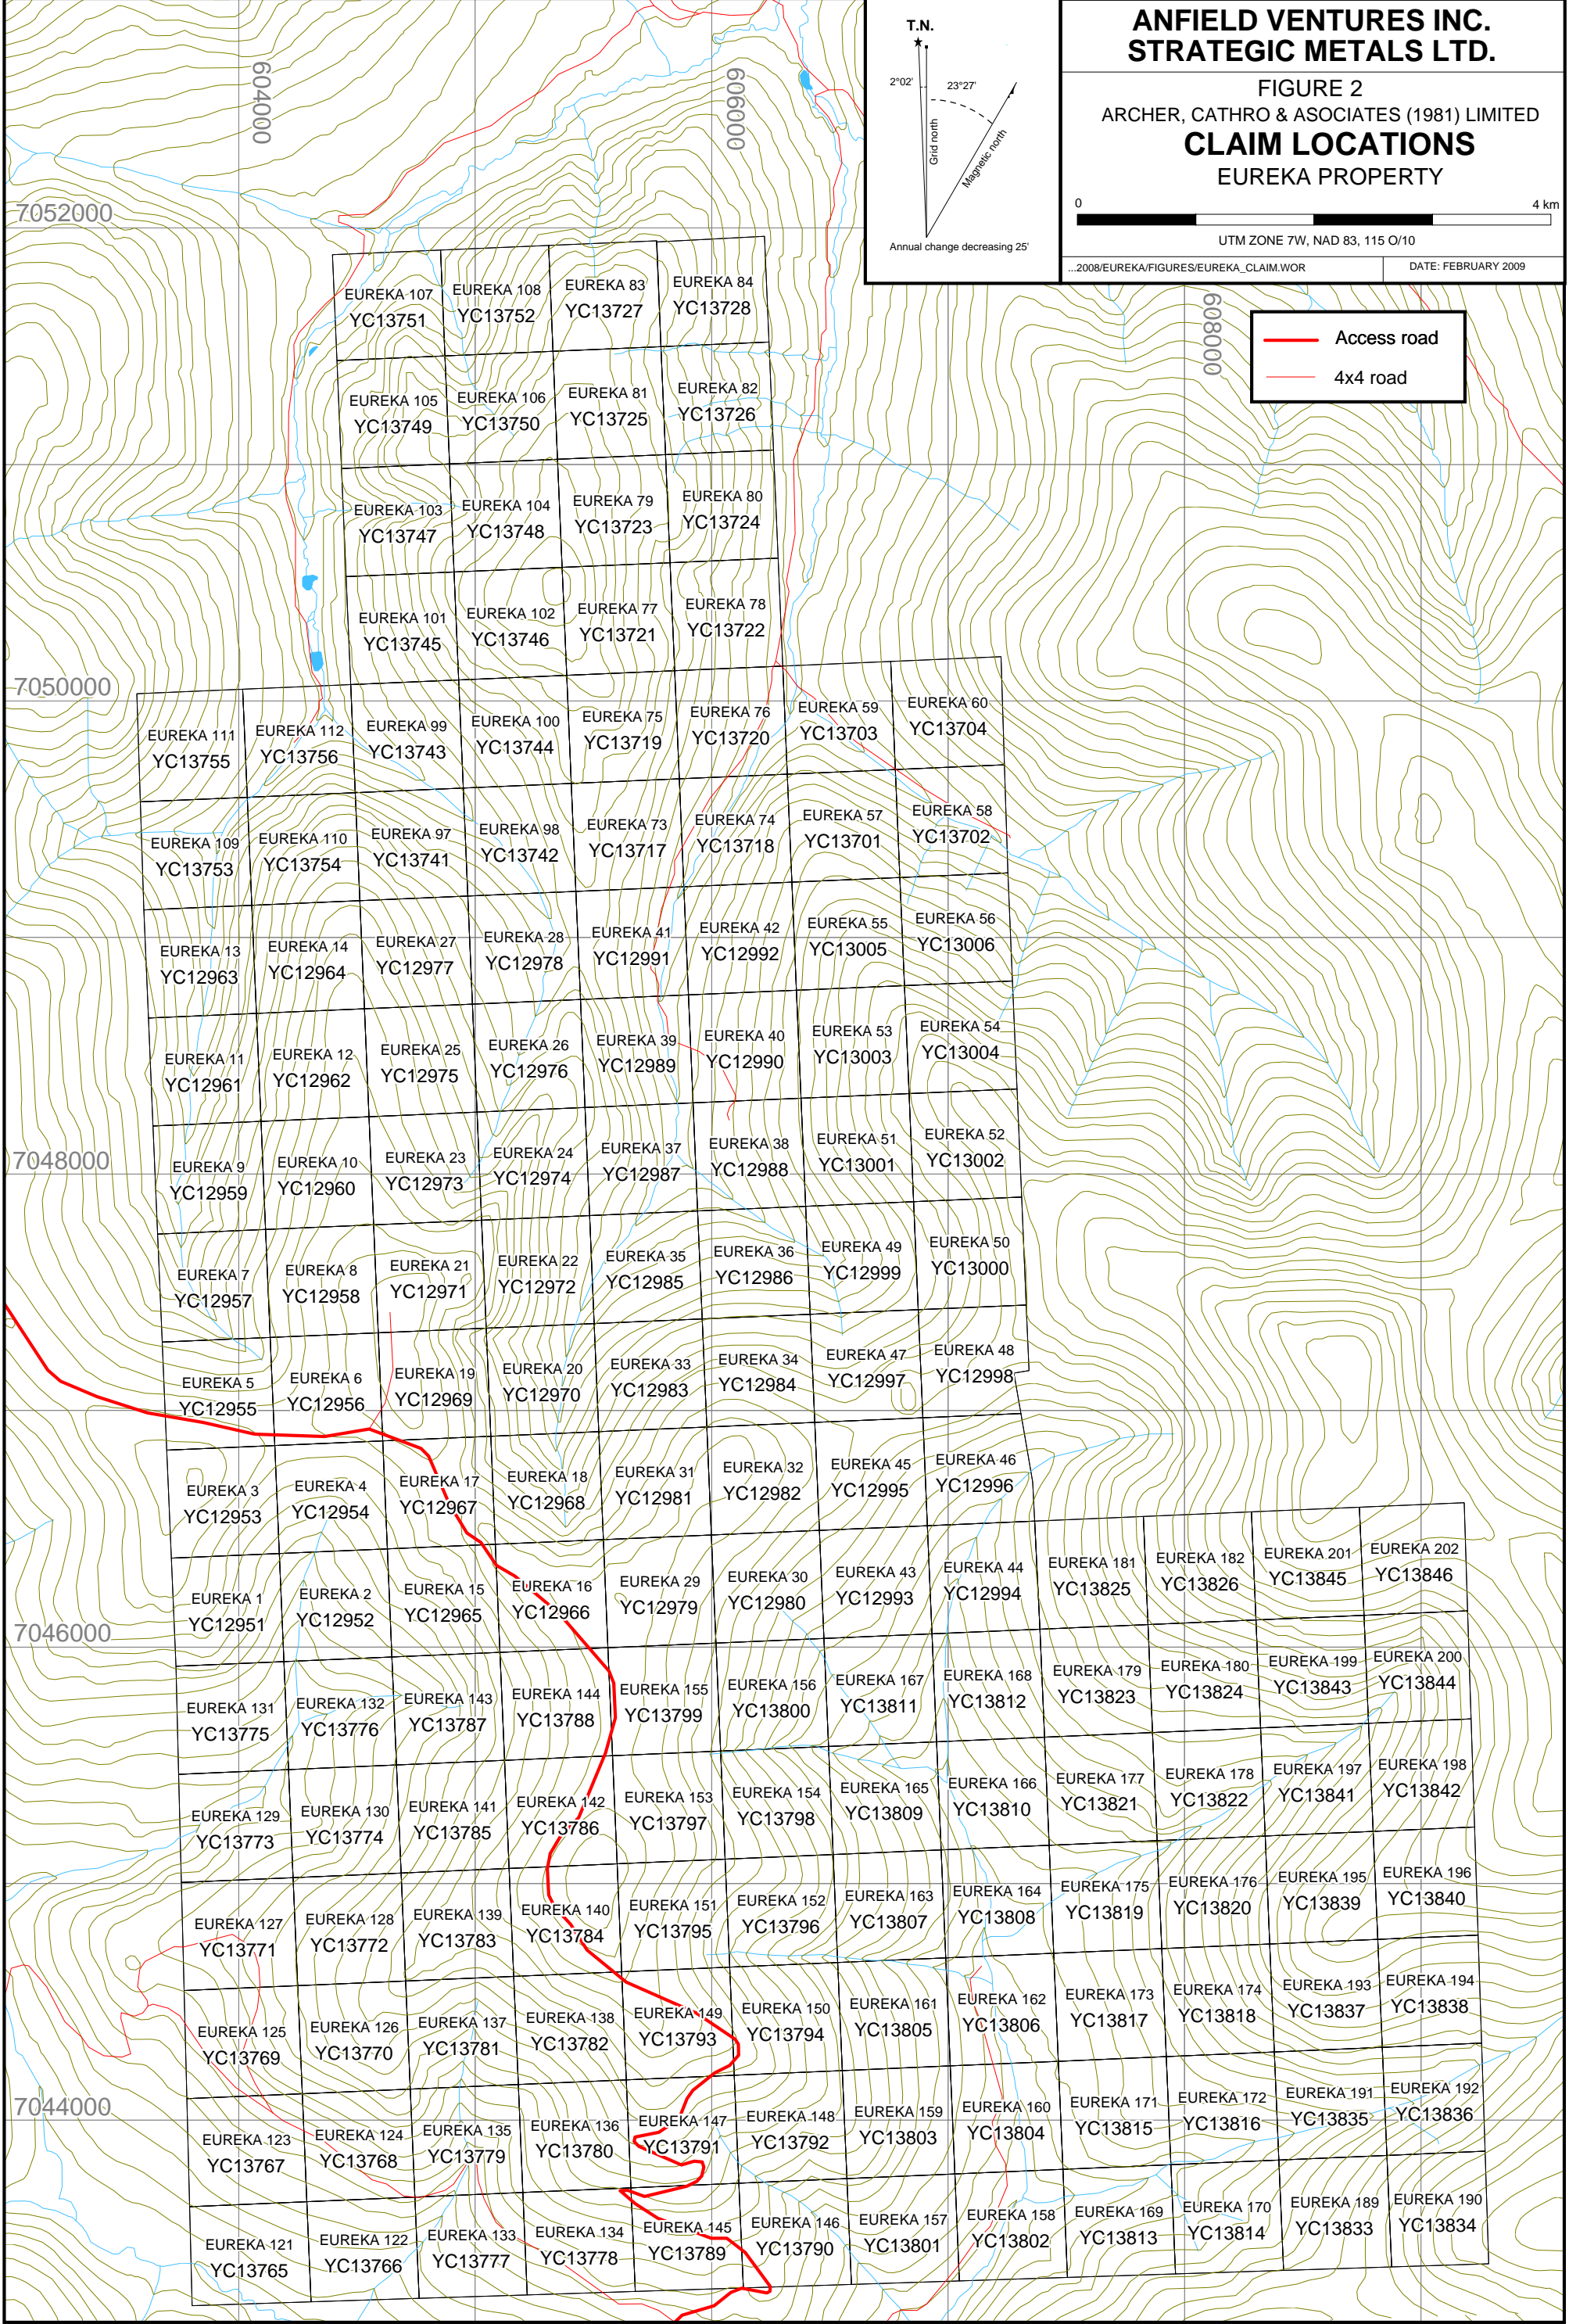 T.N.
2°02'
23°27'
Grid north
Magnetic north
Annual change decreasing 25'
ANFIELD VENTURES INC.
STRATEGIC METALS LTD.
FIGURE 2
ARCHER, CATHRO & ASOCIATES (1981) LIMITED
CLAIM LOCATIONS
EUREKA PROPERTY
0 4 km
UTM ZONE 7W, NAD 83, 115 O/10
...2008/EUREKA/FIGURES/EUREKA_CLAIM.WOR
DATE: FEBRUARY 2009
Access road
4x4 road
604000
606000
608000
7052000
7050000
7048000
7046000
7044000
EUREKA 107 EUREKA 108 EUREKA 83 EUREKA 84
YC13751 YC13752 YC13727 YC13728
EUREKA 105 EUREKA 106 EUREKA 81 EUREKA 82
YC13749 YC13750 YC13725 YC13726
EUREKA 103 EUREKA 104 EUREKA 79 EUREKA 80
YC13747 YC13748 YC13723 YC13724
EUREKA 101 EUREKA 102 EUREKA 77 EUREKA 78
YC13745 YC13746 YC13721 YC13722
EUREKA 111 EUREKA 112 EUREKA 99 EUREKA 100 EUREKA 75 EUREKA 76 EUREKA 59 EUREKA 60
YC13755 YC13756 YC13743 YC13744 YC13719 YC13720 YC13703 YC13704
EUREKA 109 EUREKA 110 EUREKA 97 EUREKA 98 EUREKA 73 EUREKA 74 EUREKA 57 EUREKA 58
YC13753 YC13754 YC13741 YC13742 YC13717 YC13718 YC13701 YC13702
EUREKA 13 EUREKA 14 EUREKA 27 EUREKA 28 EUREKA 41 EUREKA 42 EUREKA 55 EUREKA 56
YC12963 YC12964 YC12977 YC12978 YC12991 YC12992 YC13005 YC13006
EUREKA 11 EUREKA 12 EUREKA 25 EUREKA 26 EUREKA 39 EUREKA 40 EUREKA 53 EUREKA 54
YC12961 YC12962 YC12975 YC12976 YC12989 YC12990 YC13003 YC13004
EUREKA 9 EUREKA 10 EUREKA 23 EUREKA 24 EUREKA 37 EUREKA 38 EUREKA 51 EUREKA 52
YC12959 YC12960 YC12973 YC12974 YC12987 YC12988 YC13001 YC13002
EUREKA 7 EUREKA 8 EUREKA 21 EUREKA 22 EUREKA 35 EUREKA 36 EUREKA 49 EUREKA 50
YC12957 YC12958 YC12971 YC12972 YC12985 YC12986 YC12999 YC13000
EUREKA 5 EUREKA 6 EUREKA 19 EUREKA 20 EUREKA 33 EUREKA 34 EUREKA 47 EUREKA 48
YC12955 YC12956 YC12969 YC12970 YC12983 YC12984 YC12997 YC12998
EUREKA 3 EUREKA 4 EUREKA 17 EUREKA 18 EUREKA 31 EUREKA 32 EUREKA 45 EUREKA 46
YC12953 YC12954 YC12967 YC12968 YC12981 YC12982 YC12995 YC12996
EUREKA 1 EUREKA 2 EUREKA 15 EUREKA 16 EUREKA 29 EUREKA 30 EUREKA 43 EUREKA 44 EUREKA 181 EUREKA 182 EUREKA 201 EUREKA 202
YC12951 YC12952 YC12965 YC12966 YC12979 YC12980 YC12993 YC12994 YC13825 YC13826 YC13845 YC13846
EUREKA 131 EUREKA 132 EUREKA 143 EUREKA 144 EUREKA 155 EUREKA 156 EUREKA 167 EUREKA 168 EUREKA 179 EUREKA 180 EUREKA 199 EUREKA 200
YC13775 YC13776 YC13787 YC13788 YC13799 YC13800 YC13811 YC13812 YC13823 YC13824 YC13843 YC13844
EUREKA 129 EUREKA 130 EUREKA 141 EUREKA 142 EUREKA 153 EUREKA 154 EUREKA 165 EUREKA 166 EUREKA 177 EUREKA 178 EUREKA 197 EUREKA 198
YC13773 YC13774 YC13785 YC13786 YC13797 YC13798 YC13809 YC13810 YC13821 YC13822 YC13841 YC13842
EUREKA 127 EUREKA 128 EUREKA 139 EUREKA 140 EUREKA 151 EUREKA 152 EUREKA 163 EUREKA 164 EUREKA 175 EUREKA 176 EUREKA 195 EUREKA 196
YC13771 YC13772 YC13783 YC13784 YC13795 YC13796 YC13807 YC13808 YC13819 YC13820 YC13839 YC13840
EUREKA 125 EUREKA 126 EUREKA 137 EUREKA 138 EUREKA 149 EUREKA 150 EUREKA 161 EUREKA 162 EUREKA 173 EUREKA 174 EUREKA 193 EUREKA 194
YC13769 YC13770 YC13781 YC13782 YC13793 YC13794 YC13805 YC13806 YC13817 YC13818 YC13837 YC13838
EUREKA 123 EUREKA 124 EUREKA 135 EUREKA 136 EUREKA 147 EUREKA 148 EUREKA 159 EUREKA 160 EUREKA 171 EUREKA 172 EUREKA 191 EUREKA 192
YC13767 YC13768 YC13779 YC13780 YC13791 YC13792 YC13803 YC13804 YC13815 YC13816 YC13835 YC13836
EUREKA 121 EUREKA 122 EUREKA 133 EUREKA 134 EUREKA 145 EUREKA 146 EUREKA 157 EUREKA 158 EUREKA 169 EUREKA 170 EUREKA 189 EUREKA 190
YC13765 YC13766 YC13777 YC13778 YC13789 YC13790 YC13801 YC13802 YC13813 YC13814 YC13833 YC13834